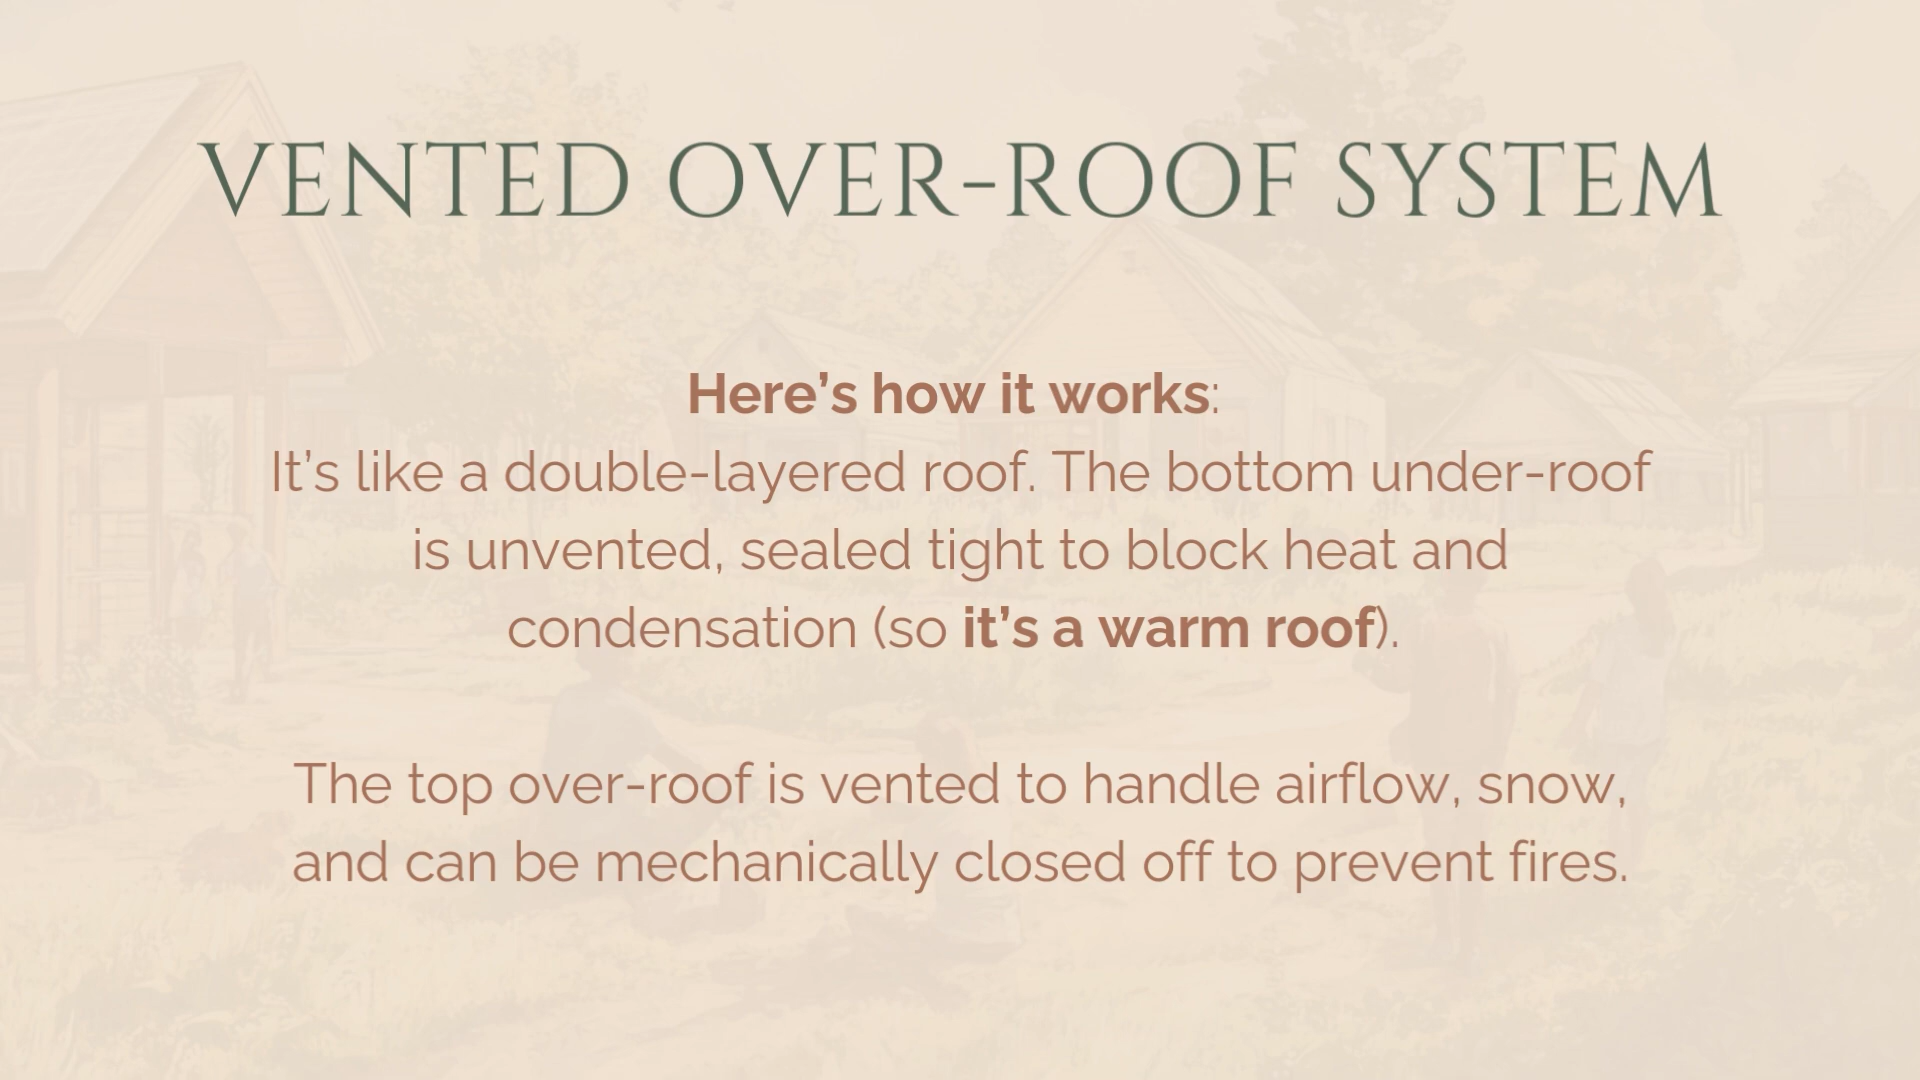 VENTED OVER-ROOF SYSTEM
Here’s how it works:
It’s like a double-layered roof. The bottom under-roof
is unvented, sealed tight to block heat and
condensation (so it’s a warm roof).
The top over-roof is vented to handle airflow, snow,
and can be mechanically closed off to prevent fires.